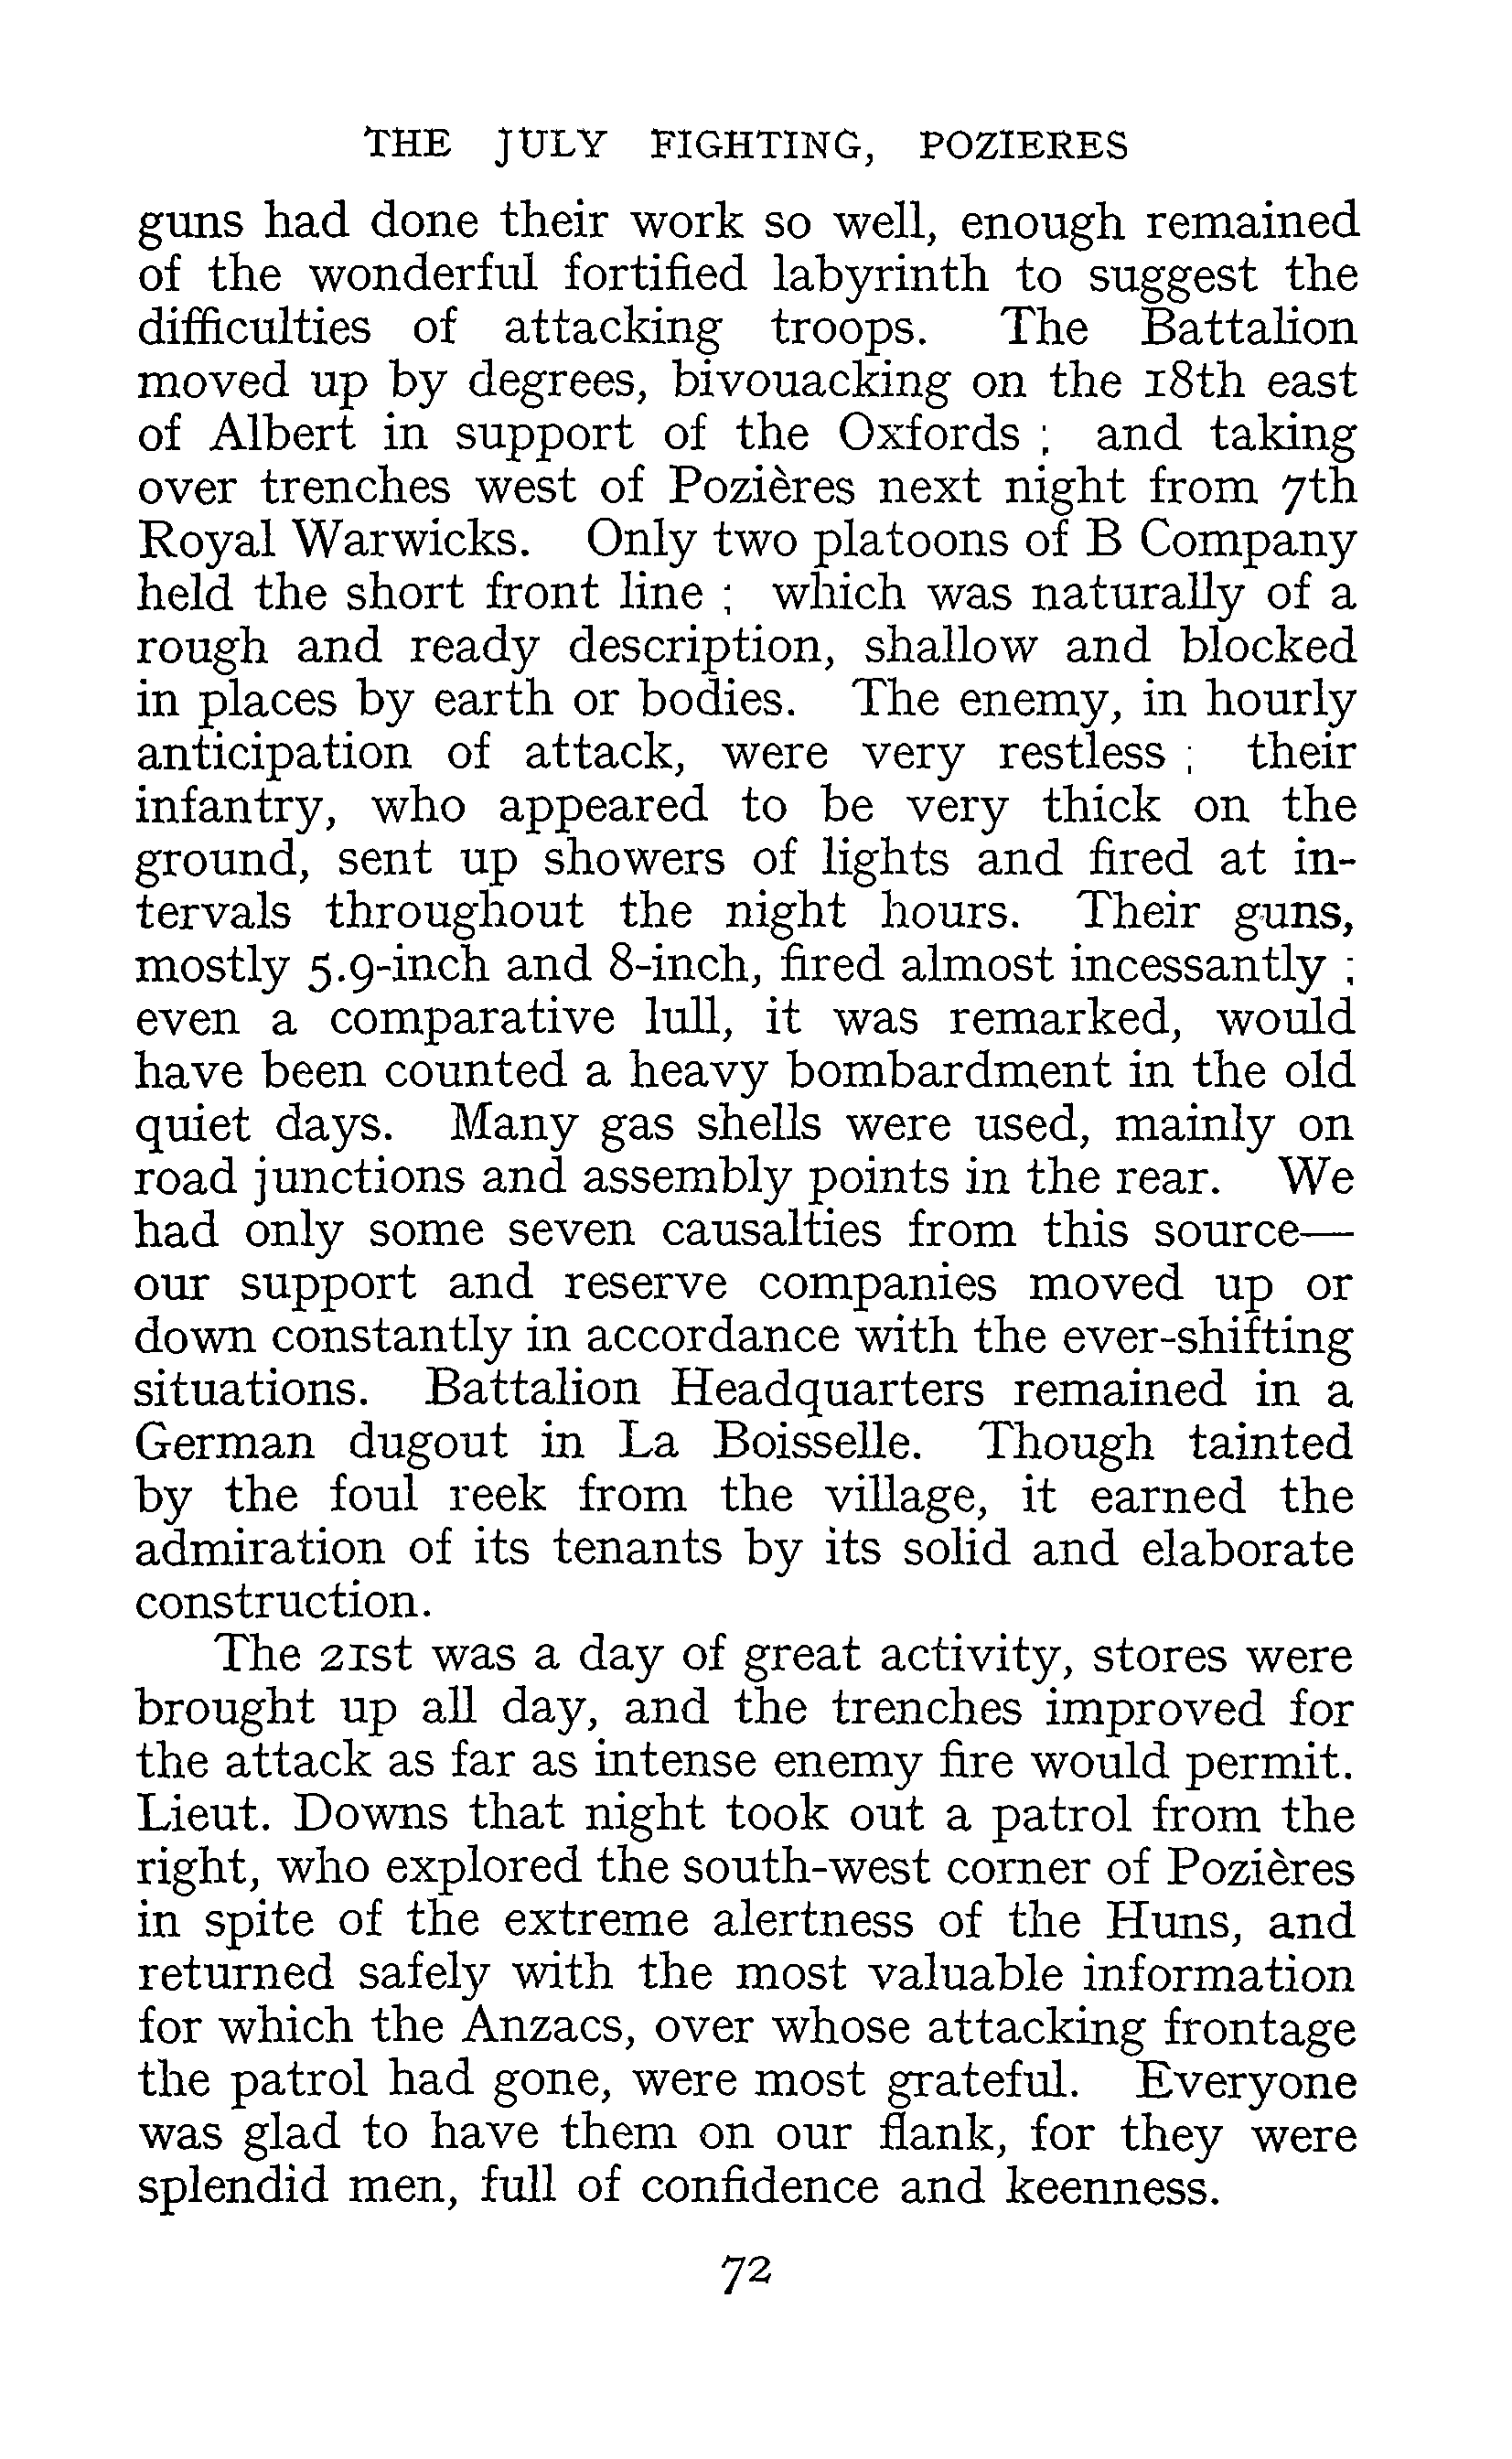 THE JULY FIGHTING, POZIERES
guns had done their work so well, enough remained
of the wonderful fortified labyrinth to suggest the
difficulties of attacking troops. The Battalion
moved up by degrees, bivouacking on the 18th east
of Albert in support of the Oxfords ; and taking
over trenches west of Pozières next night from 7th
Royal Warwicks. Only two platoons of B Company
held the short front line ; which was naturally of a
rough and ready description, shallow and blocked
in places by earth or bodies. The enemy, in hourly
anticipation of attack, were very restless ; their
infantry, who appeared to be very thick on the
ground, sent up showers of lights and fired at in-
tervals throughout the night hours. Their guns,
mostly 5.9-inch and 8-inch, fired almost incessantly ;
even a comparative lull, it was remarked, would
have been counted a heavy bombardment in the old
quiet days. Many gas shells were used, mainly on
road junctions and assembly points in the rear. We
had only some seven causalties from this source—
our support and reserve companies moved up or
down constantly in accordance with the ever-shifting
situations. Battalion Headquarters remained in a
German dugout in La Boisselle. Though tainted
by the foul reek from the village, it earned the
admiration of its tenants by its solid and elaborate
construction.
The 21st was a day of great activity, stores were
brought up all day, and the trenches improved for
the attack as far as intense enemy fire would permit.
Lieut. Downs that night took out a patrol from the
right, who explored the south-west corner of Pozières
in spite of the extreme alertness of the Huns, and
returned safely with the most valuable information
for which the Anzacs, over whose attacking frontage
the patrol had gone, were most grateful. Everyone
was glad to have them on our flank, for they were
splendid men, full of confidence and keenness.
72